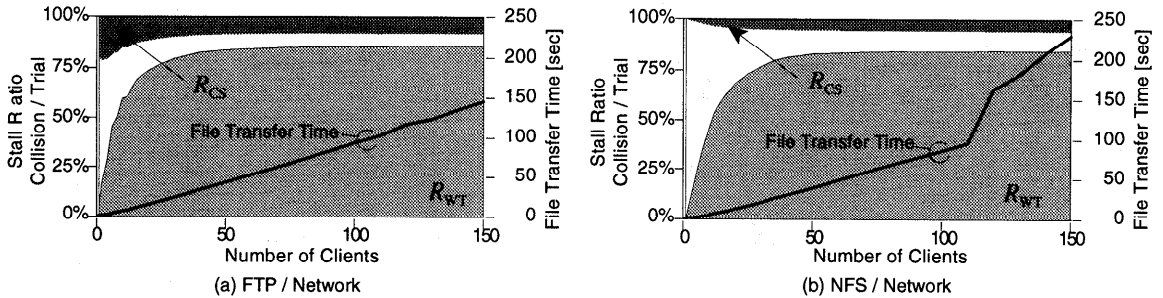 100%
75%
50%
25%
0%
Stall R atio
Collision / Trial
R_CS
File Transfer Time
R_WT
250
200
150
100
50
0
File Transfer Time [sec]
0
50
100
150
Number of Clients
(a) FTP / Network
100%
75%
50%
25%
0%
Stall Ratio
Collision / Trial
R_CS
File Transfer Time
R_WT
250
200
150
100
50
0
File Transfer Time [sec]
0
50
100
150
Number of Clients
(b) NFS / Network